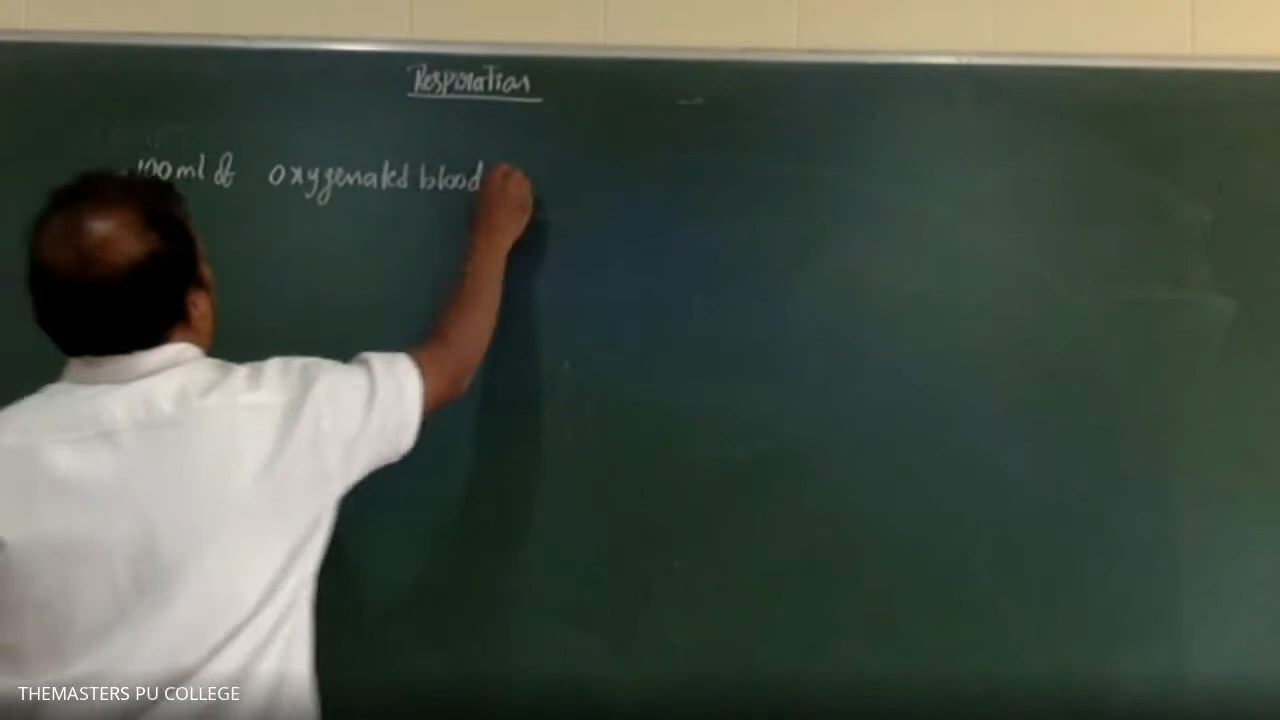 Respiration
100ml of oxygenated blood
THEMASTERS PU COLLEGE